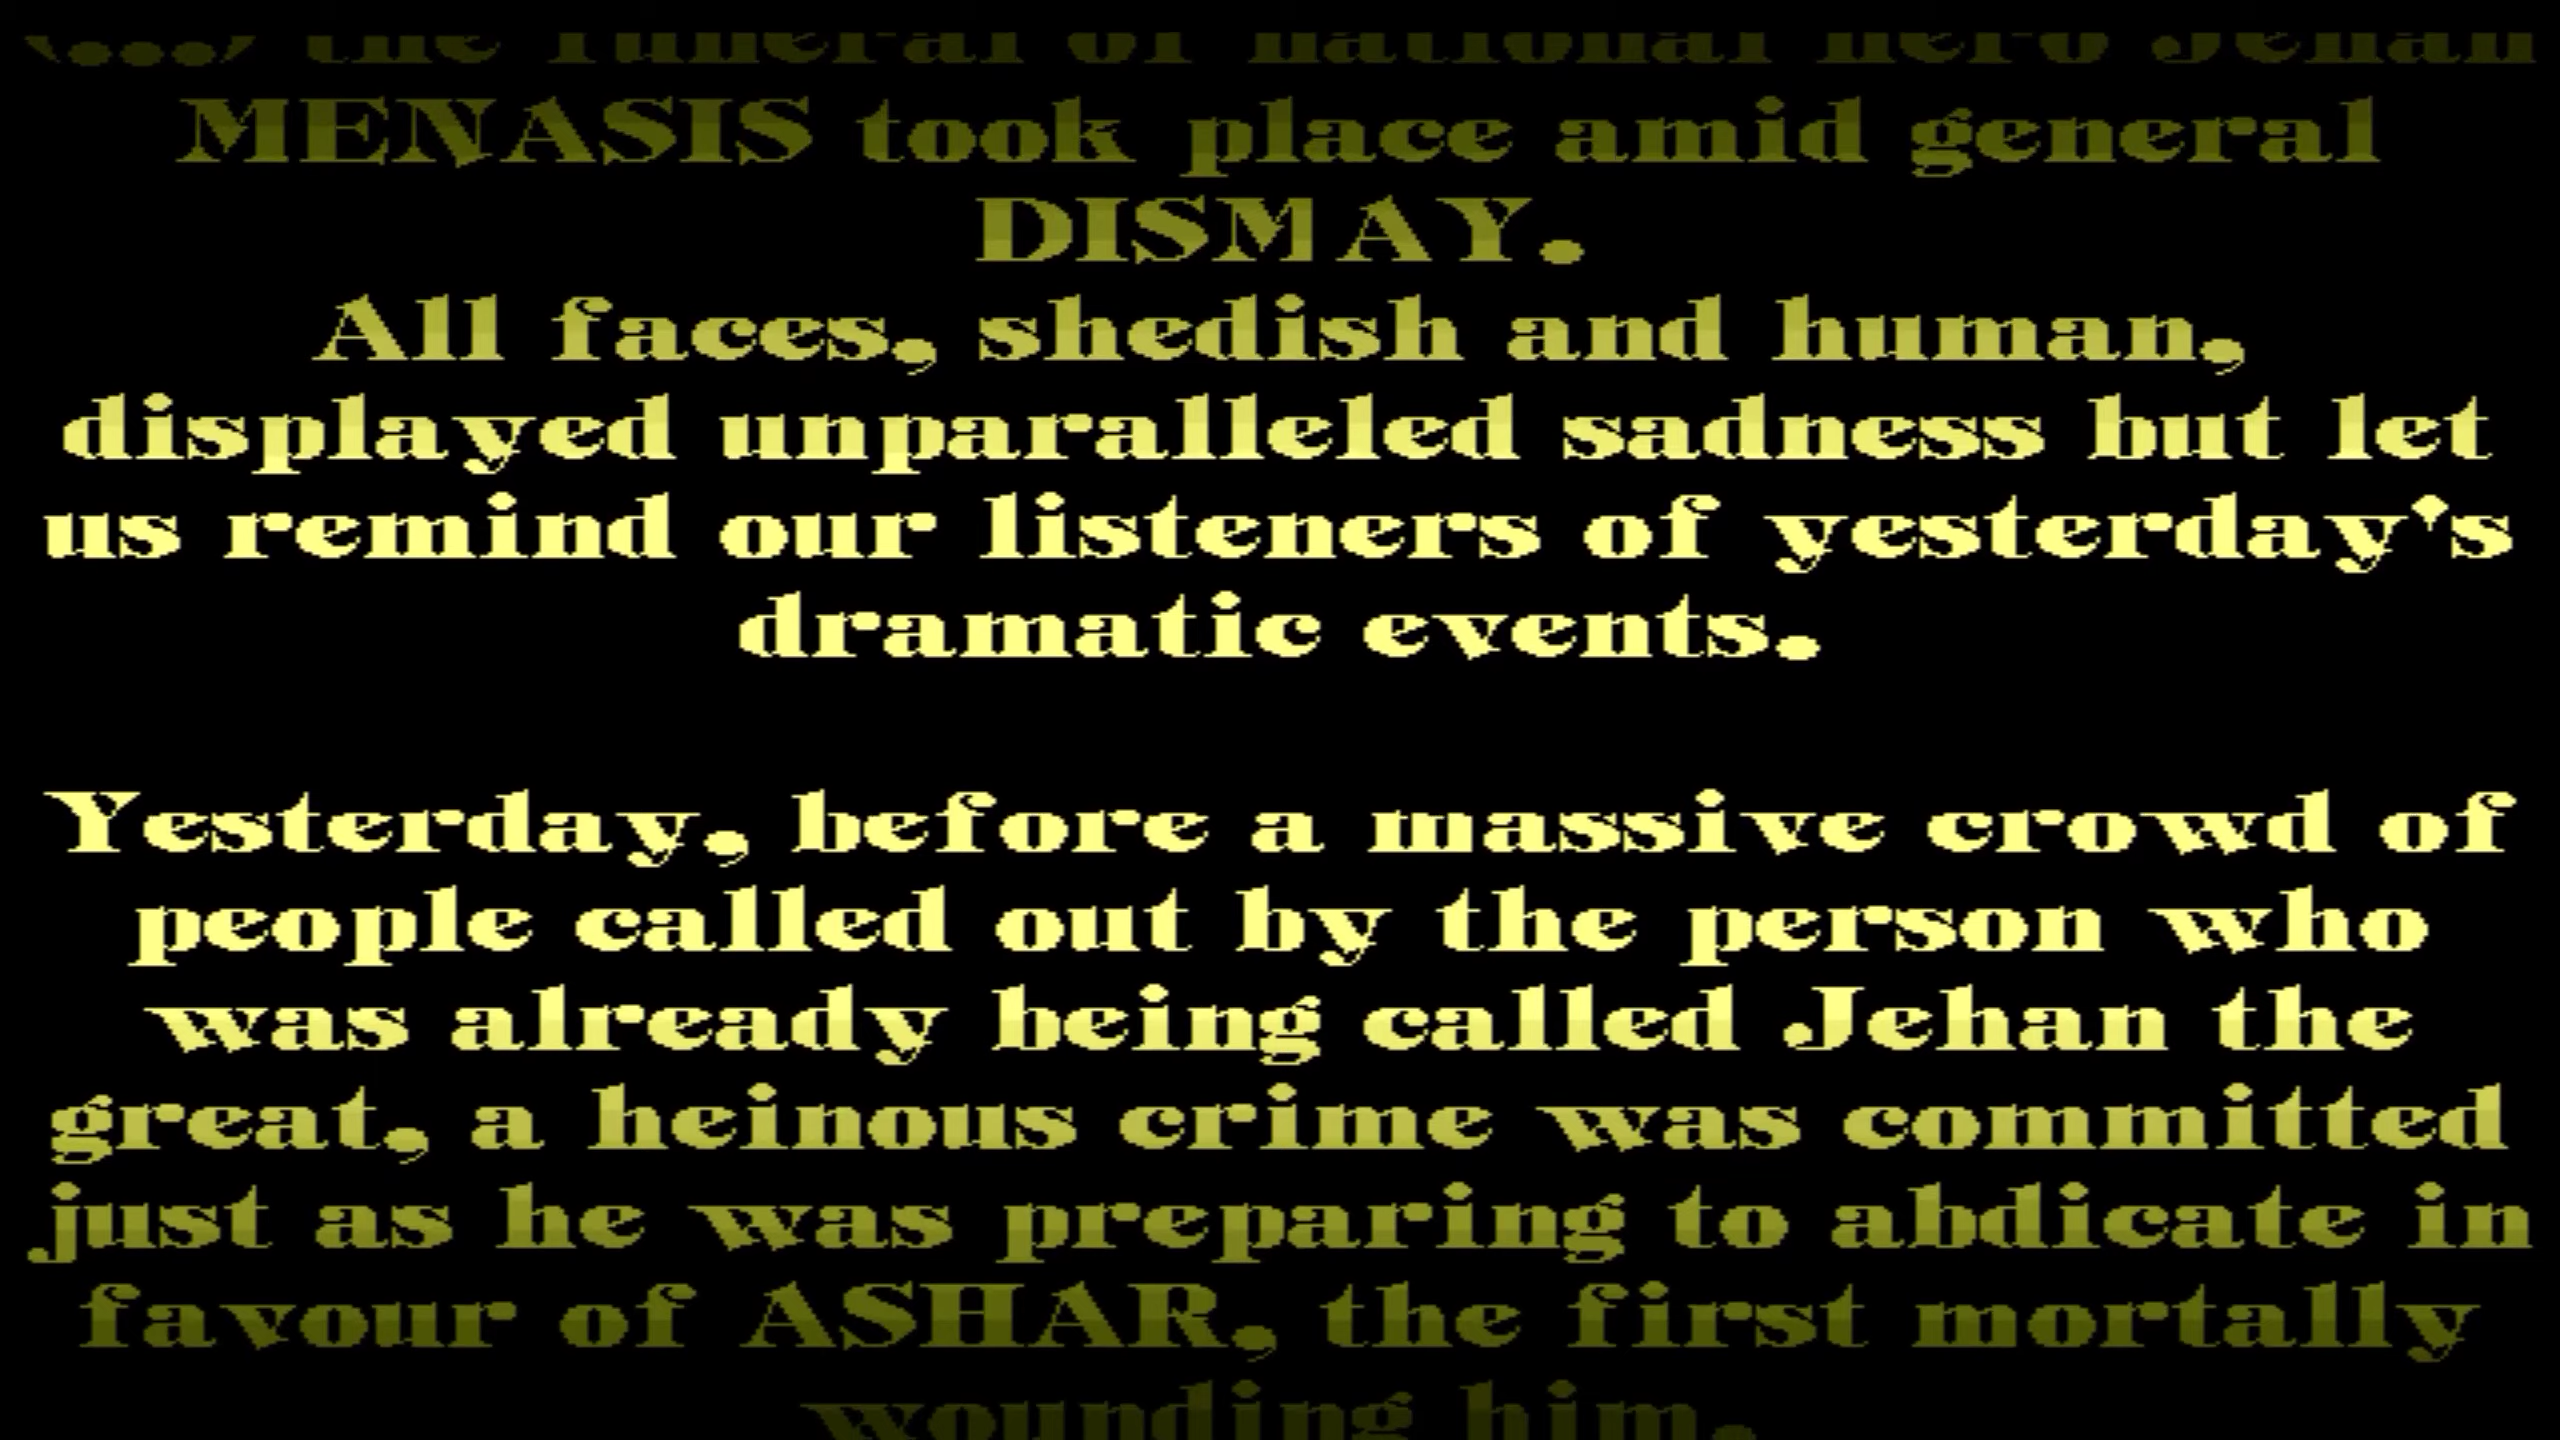 (...) the funeral of national hero Jehan
MENASIS took place amid general
DISMAY.
All faces, shedish and human,
displayed unparalleled sadness but let
us remind our listeners of yesterday's
dramatic events.
Yesterday, before a massive crowd of
people called out by the person who
was already being called Jehan the
great, a heinous crime was committed
just as he was preparing to abdicate in
favour of ASHAR, the first mortally
wounding him.